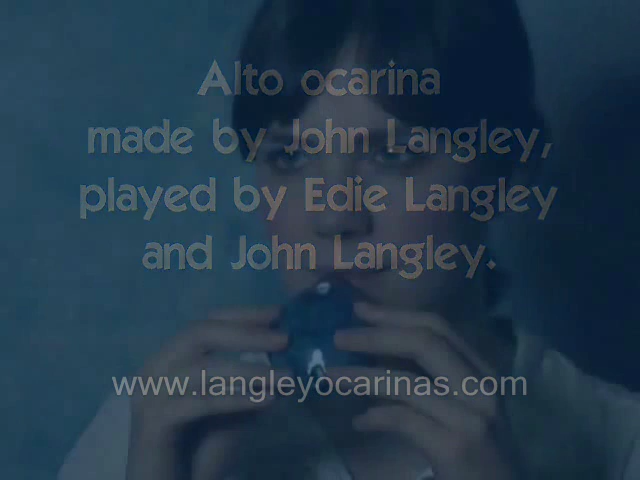 Alto ocarina
made by John Langley,
played by Edie Langley
and John Langley.
www.langleyocarinas.com